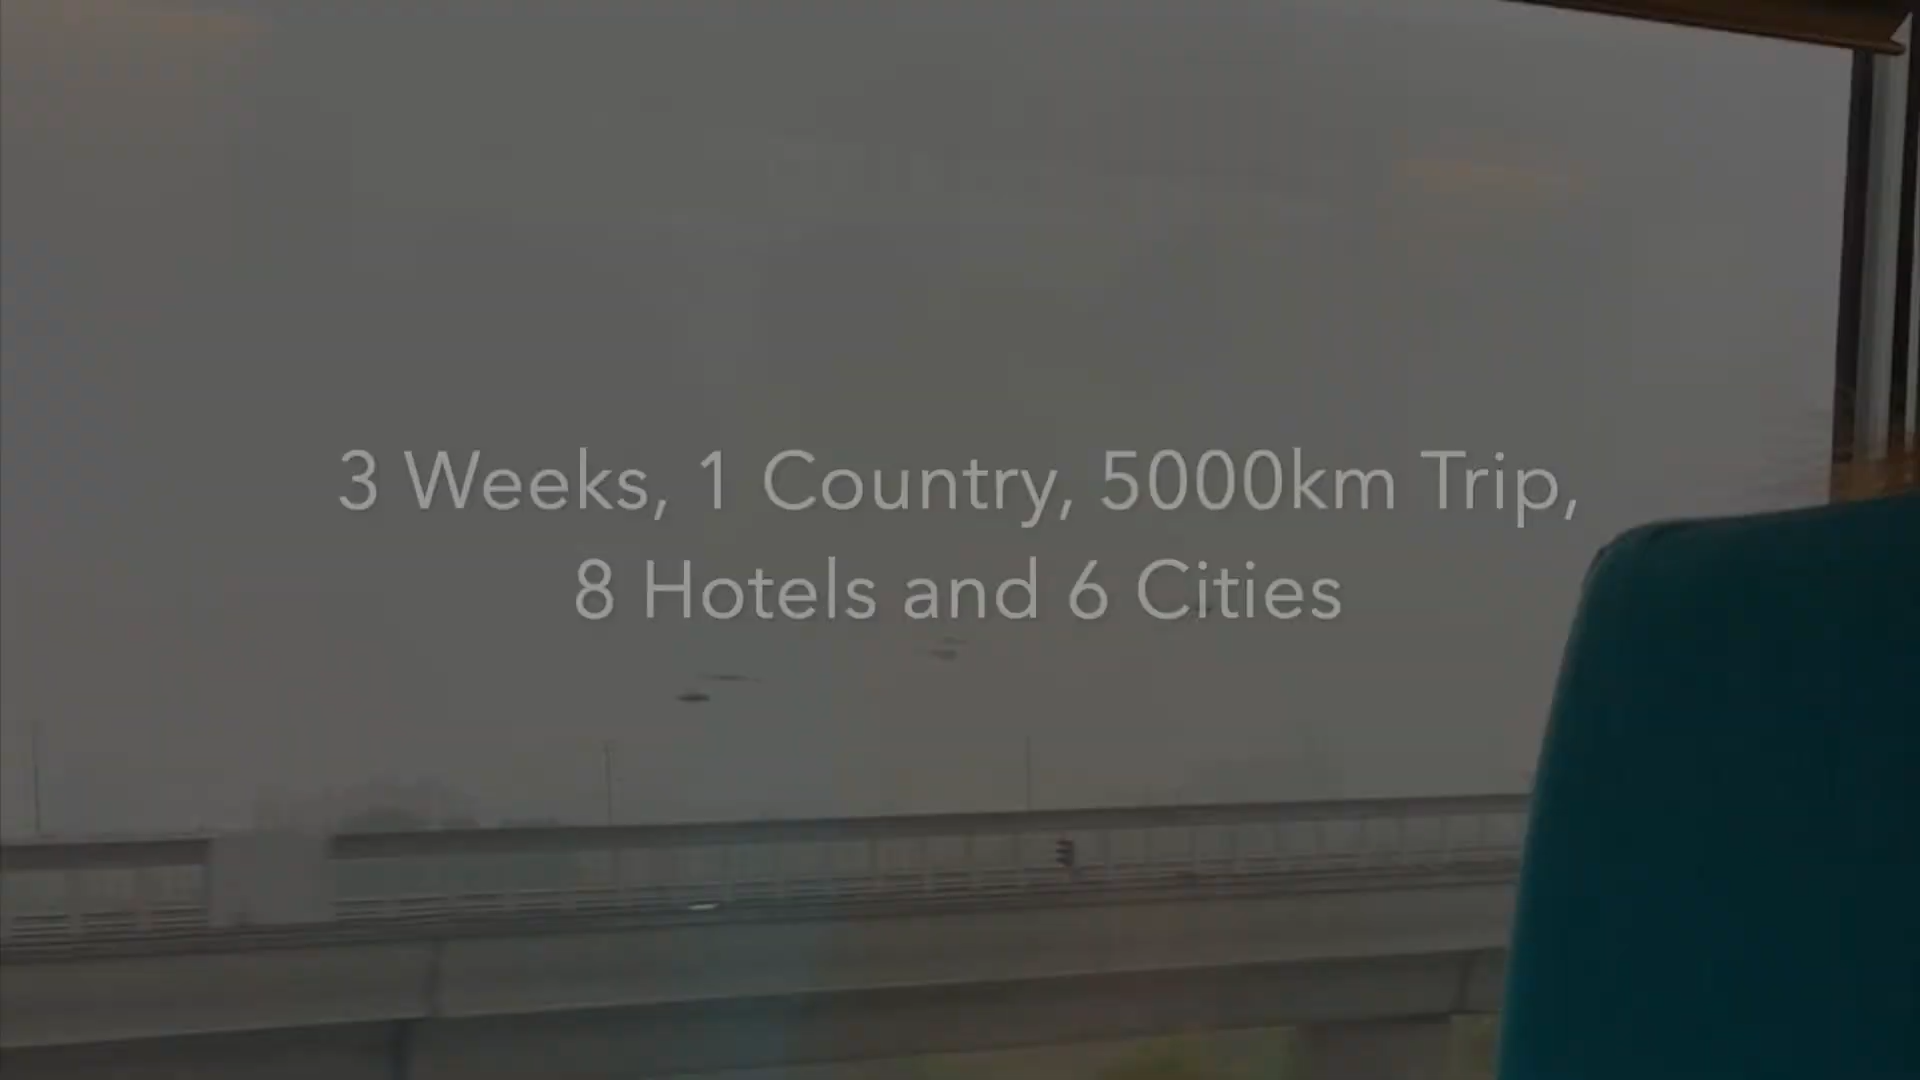 3 Weeks, 1 Country, 5000km Trip,
8 Hotels and 6 Cities